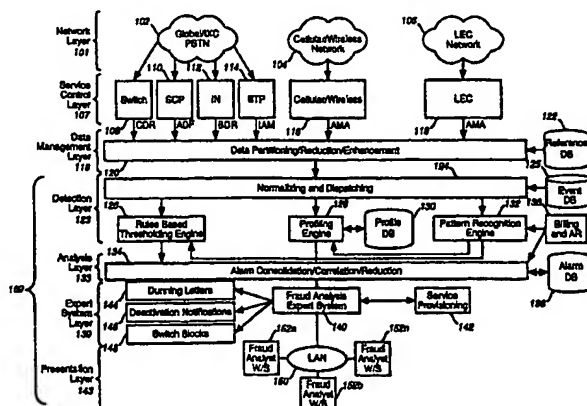 Network Layer 101
102
Global/IXC PSTN
104
Cellular/Wireless Network
106
LEC Network
Service Control Layer 107
110
112
114
Switch
SCP
IN
STP
Cellular/Wireless
LEC
108
CDR
ADF
BDR
IAM
116
AMA
118
AMA
122
Reference DB
Data Management Layer 119
120
Data Partitioning/Reduction/Enhancement
124
Event DB
Detection Layer 123
Normalizing and Dispatching
126
128
130
132
Rules Based Thresholding Engine
Profiling Engine
Profile DB
Pattern Recognition Engine
Billing and AR
Analysis Layer 133
134
Alarm Consolidation/Correlation/Reduction
Alarm DB
138
Expert System Layer 139
144
Dunning Letters
146
Deactivation Notifications
148
Switch Blocks
Fraud Analysis Expert System
140
Service Provisioning
142
Presentation Layer 143
152a
Fraud Analyst W/S
LAN
150
152n
Fraud Analyst W/S
Fraud Analyst W/S
152b